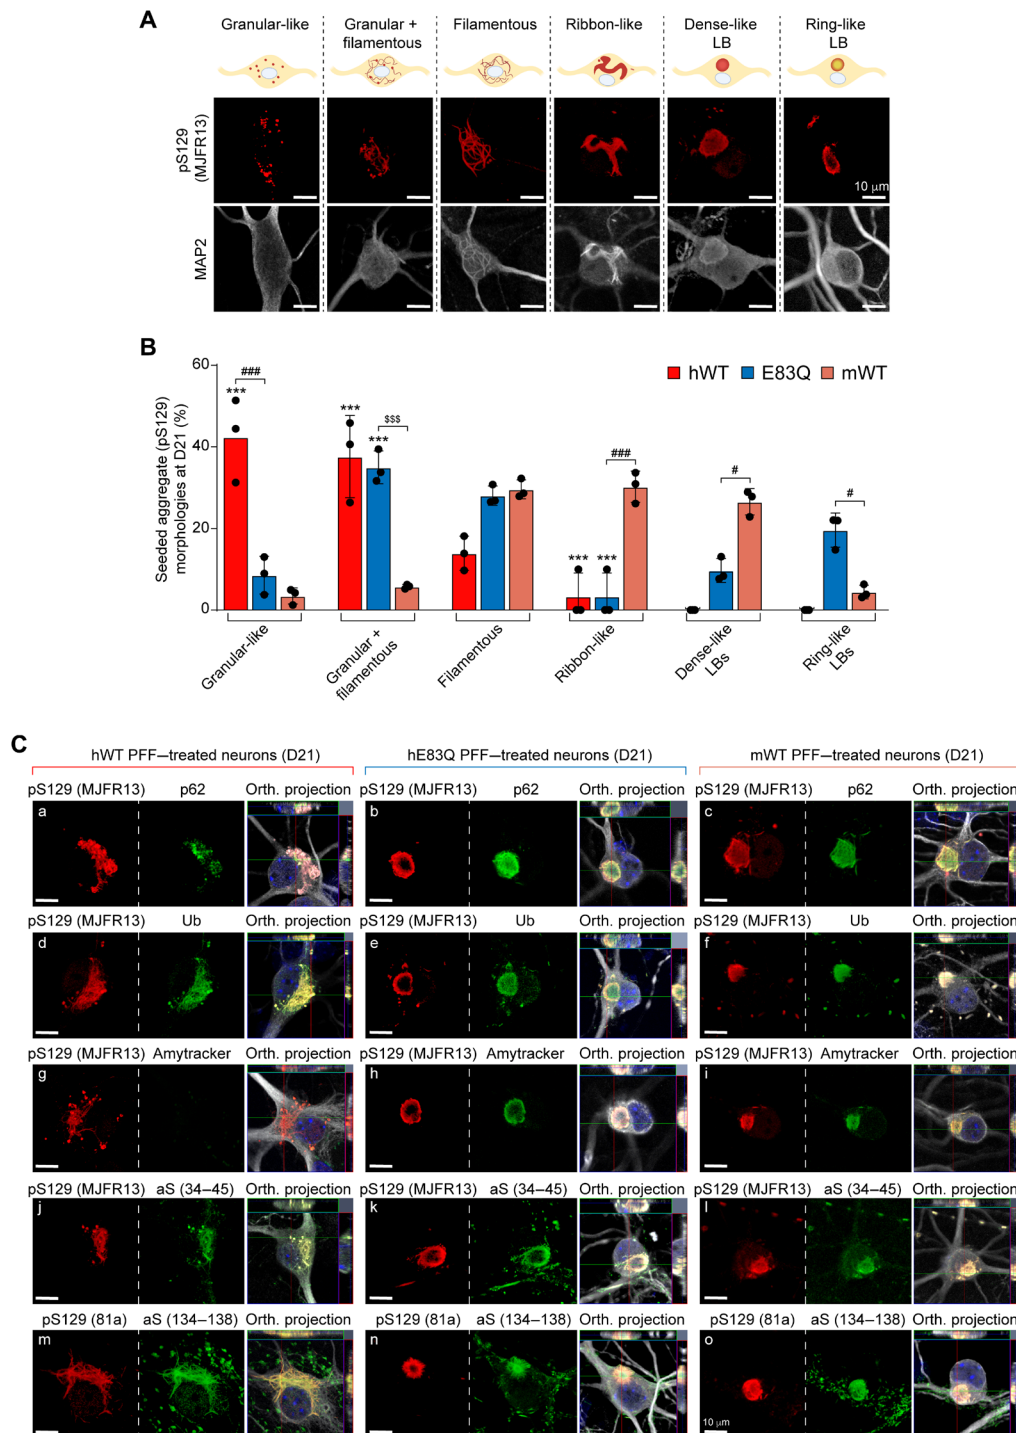 A
Granular-like
Granular +
filamentous
Filamentous
Ribbon-like
Dense-like
LB
Ring-like
LB
pS129
(MJFR13)
10 µm
MAP2
B
Seeded aggregate (pS129)
morphologies at D21 (%)
60
40
20
0
hWT
E83Q
mWT
***
###
***
***
$$$
***
***
###
#
#
Granular-like
Granular +
filamentous
Filamentous
Ribbon-like
Dense-like
LBs
Ring-like
LBs
C
hWT PFF—treated neurons (D21)
hE83Q PFF—treated neurons (D21)
mWT PFF—treated neurons (D21)
pS129 (MJFR13) p62 Orth. projection pS129 (MJFR13) p62 Orth. projection pS129 (MJFR13) p62 Orth. projection
a b c
pS129 (MJFR13) Ub Orth. projection pS129 (MJFR13) Ub Orth. projection pS129 (MJFR13) Ub Orth. projection
d e f
pS129 (MJFR13) Amytracker Orth. projection pS129 (MJFR13) Amytracker Orth. projection pS129 (MJFR13) Amytracker Orth. projection
g h i
pS129 (MJFR13) aS (34–45) Orth. projection pS129 (MJFR13) aS (34–45) Orth. projection pS129 (MJFR13) aS (34–45) Orth. projection
j k l
pS129 (81a) aS (134–138) Orth. projection pS129 (81a) aS (134–138) Orth. projection pS129 (81a) aS (134–138) Orth. projection
m n o
10 µm